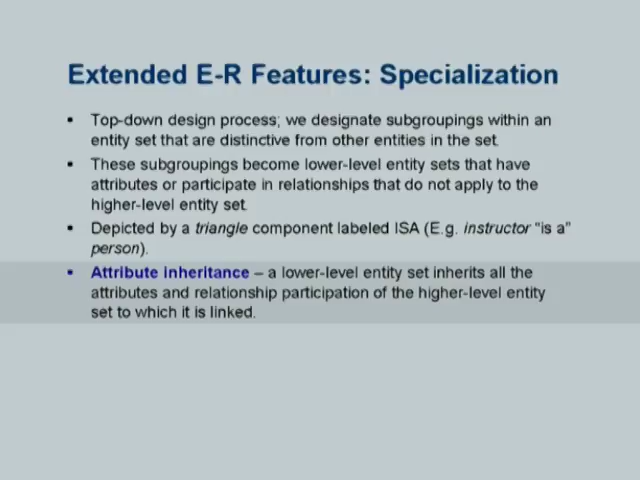 Extended E-R Features: Specialization
▪ Top-down design process; we designate subgroupings within an
entity set that are distinctive from other entities in the set.
▪ These subgroupings become lower-level entity sets that have
attributes or participate in relationships that do not apply to the
higher-level entity set.
▪ Depicted by a triangle component labeled ISA (E.g. instructor “is a”
person).
▪ Attribute inheritance – a lower-level entity set inherits all the
attributes and relationship participation of the higher-level entity
set to which it is linked.